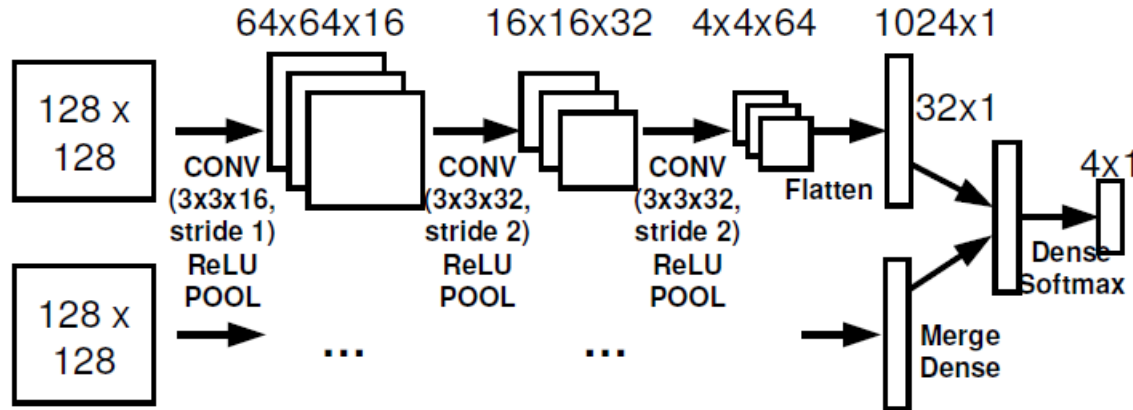 64x64x16
16x16x32
4x4x64
1024x1
128 x
128
CONV
(3x3x16,
stride 1)
ReLU
POOL
CONV
(3x3x32,
stride 2)
ReLU
POOL
CONV
(3x3x32,
stride 2)
ReLU
POOL
Flatten
32x1
4x1
Dense
Softmax
128 x
128
...
...
Merge
Dense